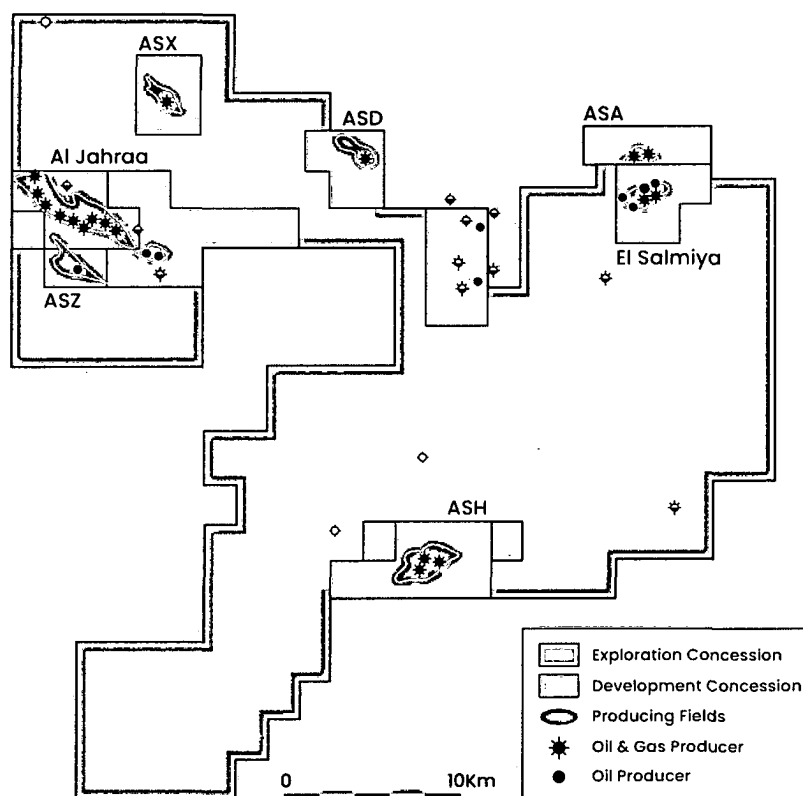 ASX
ASD
ASA
Al Jahraa
El Salmiya
ASZ
ASH
Exploration Concession
Development Concession
Producing Fields
Oil & Gas Producer
Oil Producer
0 10Km